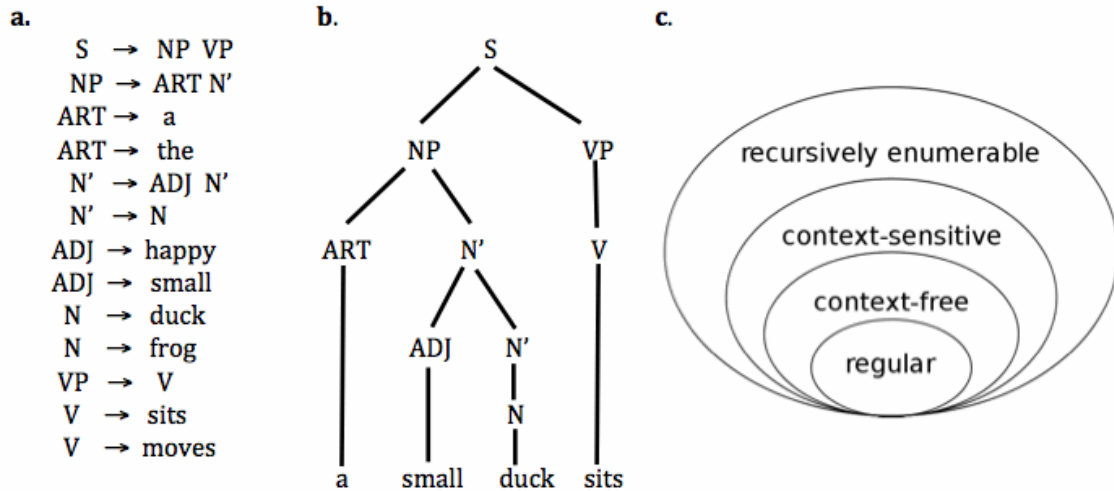 a.
S → NP VP
NP → ART N’
ART → a
ART → the
N’ → ADJ N’
N’ → N
ADJ → happy
ADJ → small
N → duck
N → frog
VP → V
V → sits
V → moves
b.
S
NP VP
ART N’ V
ADJ N’
N
a small duck sits
c.
recursively enumerable
context-sensitive
context-free
regular